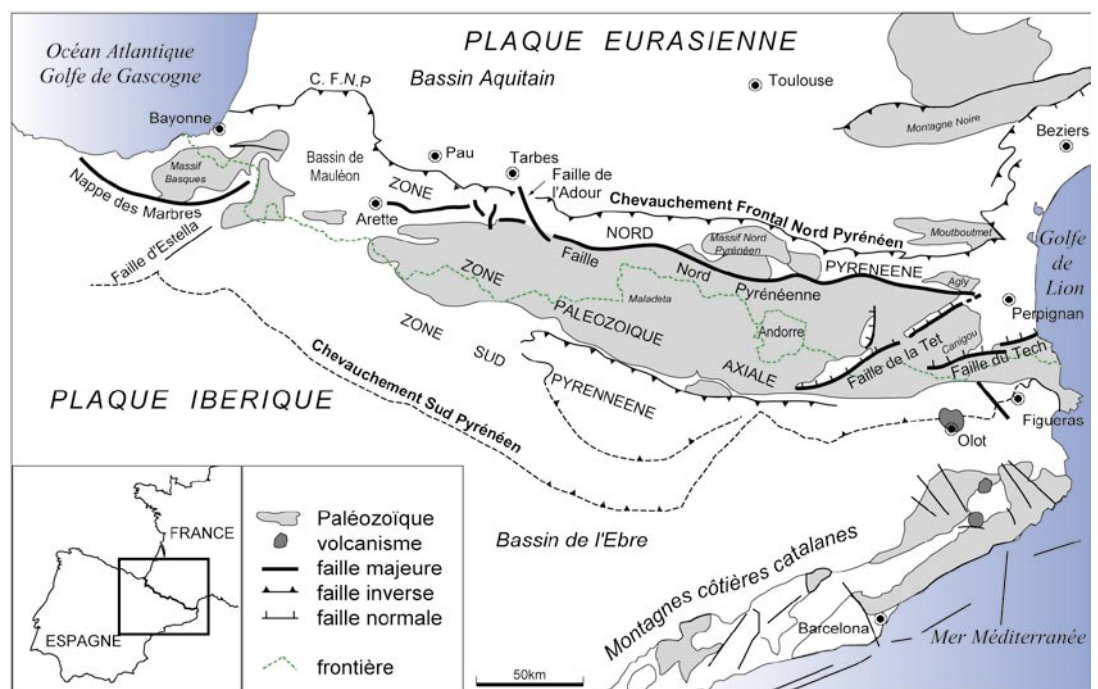 Océan Atlantique
Golfe de Gascogne
PLAQUE EURASIENNE
C. F.N.P
Bassin Aquitain
Toulouse
Bayonne
Montagne Noire
Beziers
Massif
Basques
Bassin de
Mauléon
Pau
Tarbes
Faille de
l'Adour
Nappe des Marbres
ZONE
Arette
Chevauchement Frontal Nord Pyrénéen
Moutboutmet
Golfe
de
Lion
Faille d'Estella
NORD
Massif Nord
Pyrénéen
PYRENEENE
Faille
Nord
Pyrénéenne
Agly
ZONE
Maladeta
Perpignan
PALEOZOIQUE
Andorre
Canigou
ZONE
SUD
AXIALE
Faille de la Tet
Faille du Tech
Chevauchement Sud Pyrénéen
PYRENNEENE
PLAQUE IBERIQUE
Figueras
Olot
Bassin de l'Ebre
Montagnes côtières catalanes
Barcelona
Mer Méditerranée
FRANCE
ESPAGNE
Paléozoïque
volcanisme
faille majeure
faille inverse
faille normale
frontière
50km